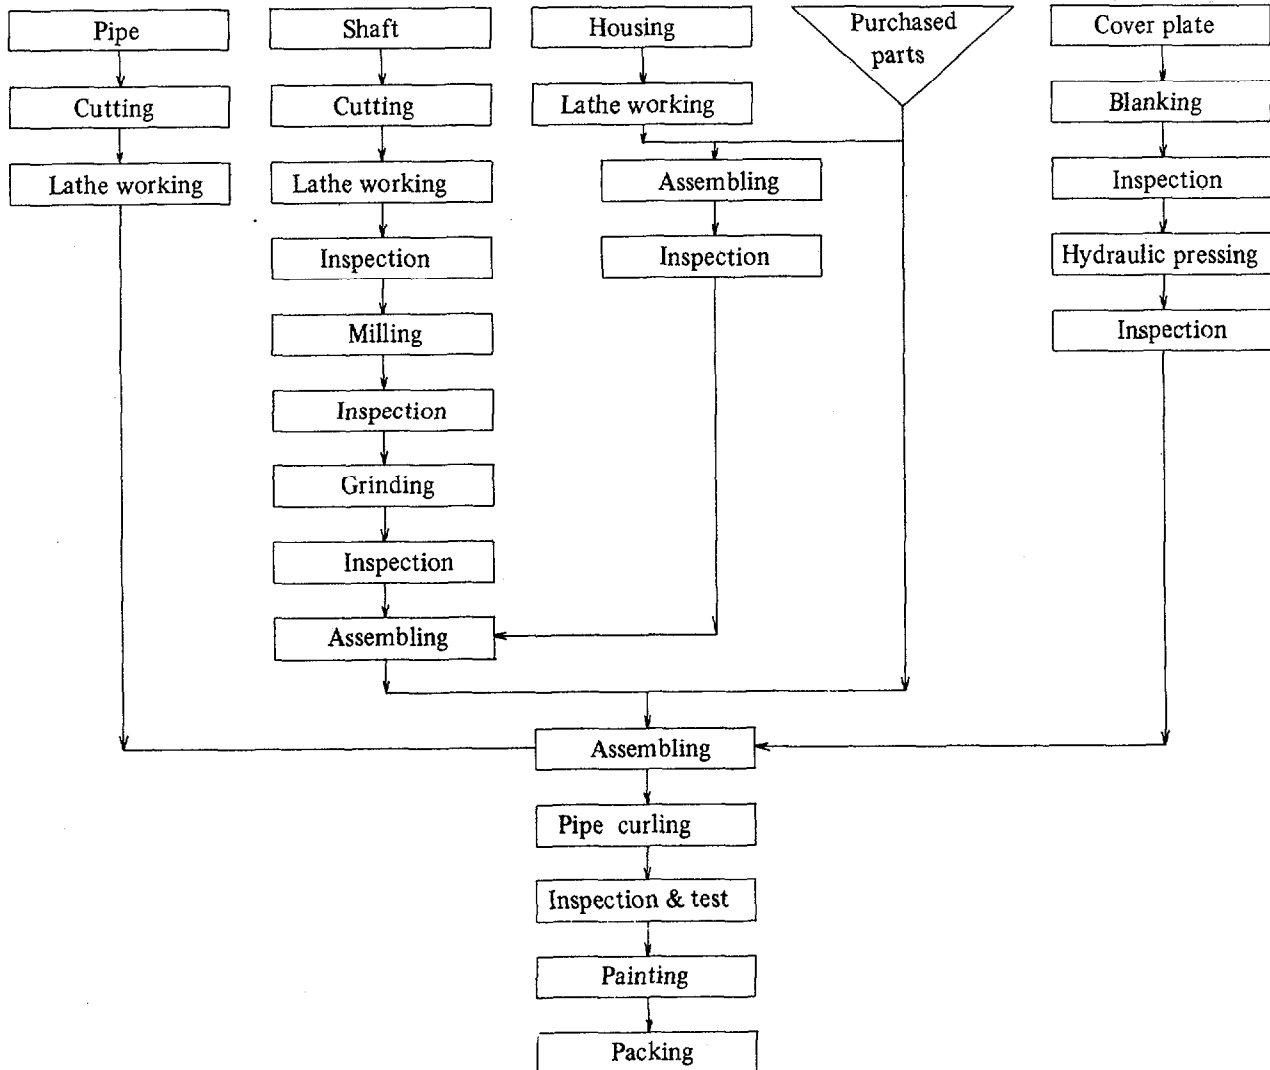 Pipe
Cutting
Lathe working
Shaft
Cutting
Lathe working
Inspection
Milling
Inspection
Grinding
Inspection
Assembling
Housing
Lathe working
Assembling
Inspection
Purchased
parts
Cover plate
Blanking
Inspection
Hydraulic pressing
Inspection
Assembling
Pipe curling
Inspection & test
Painting
Packing